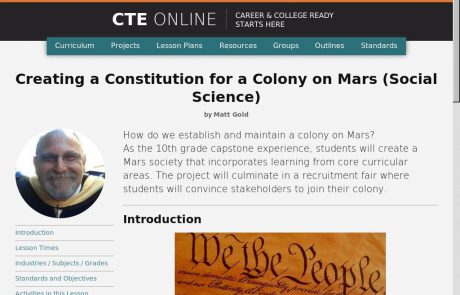 CTE ONLINE
CAREER & COLLEGE READY
STARTS HERE
Curriculum Projects Lesson Plans Resources Groups Outlines Standards
Creating a Constitution for a Colony on Mars (Social
Science)
by Matt Gold
How do we establish and maintain a colony on Mars?
As the 10th grade capstone experience, students will create a
Mars society that incorporates learning from core curricular
areas. The project will culminate in a recruitment fair where
students will convince stakeholders to join their colony.
Introduction
Lesson Times
Industries / Subjects / Grades
Standards and Objectives
Activities in this Lesson
Introduction
We the People